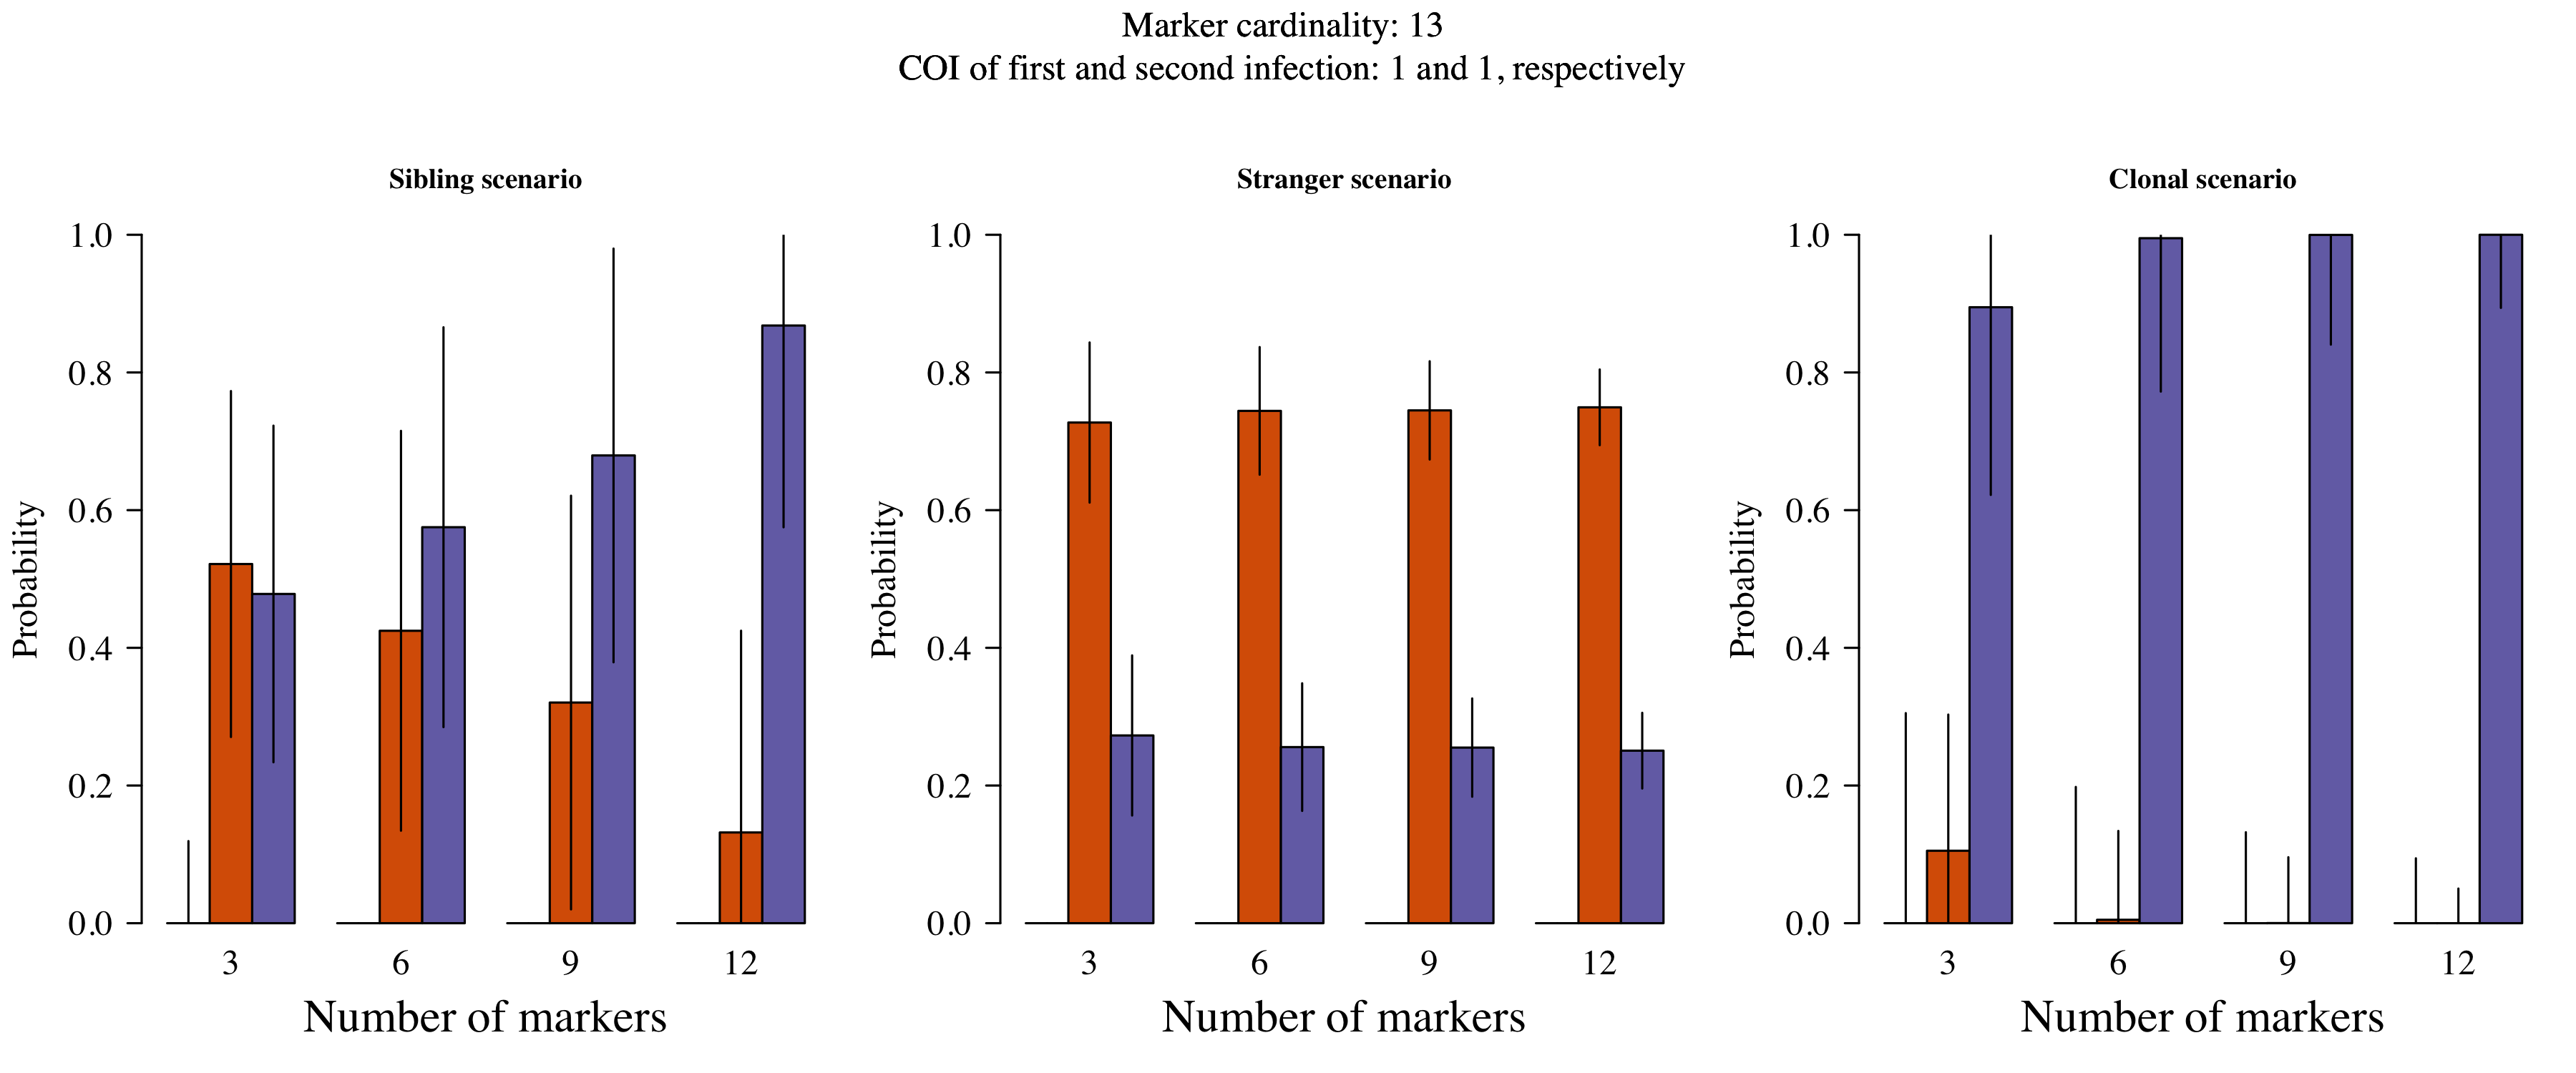 Marker cardinality: 13
COI of first and second infection: 1 and 1, respectively
Sibling scenario
1.0
0.8
0.6
0.4
0.2
0.0
Probability
3 6 9 12
Number of markers
Stranger scenario
1.0
0.8
0.6
0.4
0.2
0.0
Probability
3 6 9 12
Number of markers
Clonal scenario
1.0
0.8
0.6
0.4
0.2
0.0
Probability
3 6 9 12
Number of markers